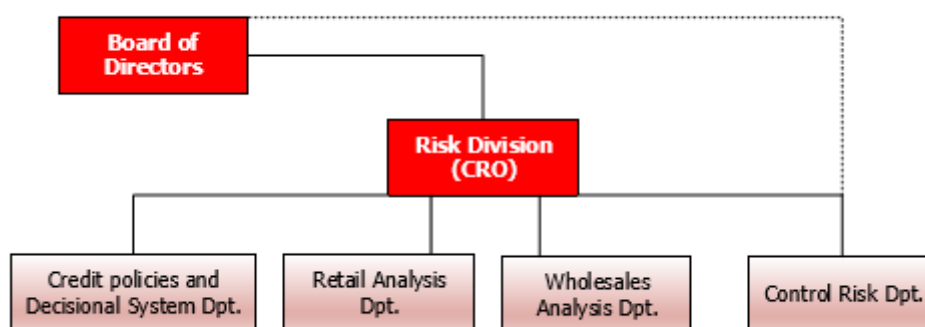 Board of
Directors
Risk Division
(CRO)
Credit policies and
Decisional System Dpt.
Retail Analysis
Dpt.
Wholesales
Analysis Dpt.
Control Risk Dpt.